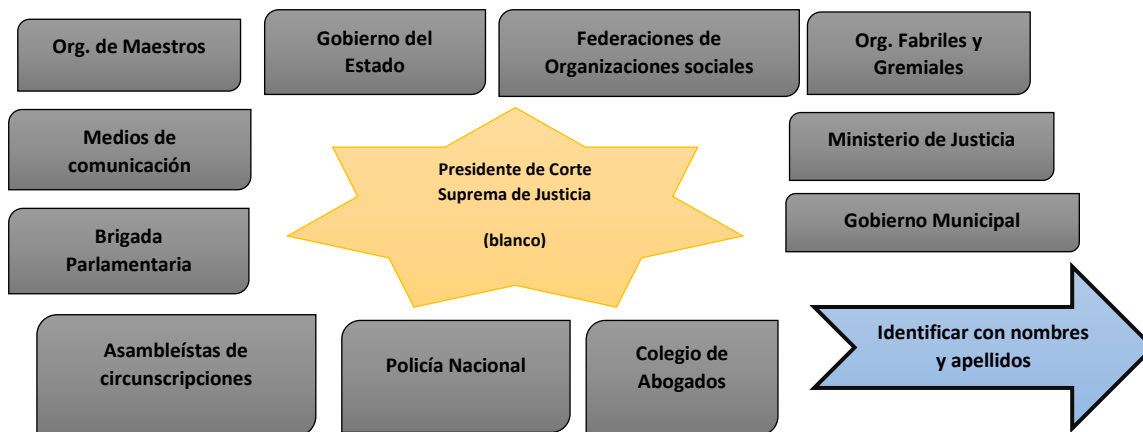 Org. de Maestros
Gobierno del
Estado
Federaciones de
Organizaciones sociales
Org. Fabriles y
Gremiales
Medios de
comunicación
Presidente de Corte
Suprema de Justicia
(blanco)
Ministerio de Justicia
Brigada
Parlamentaria
Gobierno Municipal
Asambleístas de
circunscripciones
Policía Nacional
Colegio de
Abogados
Identificar con nombres
y apellidos